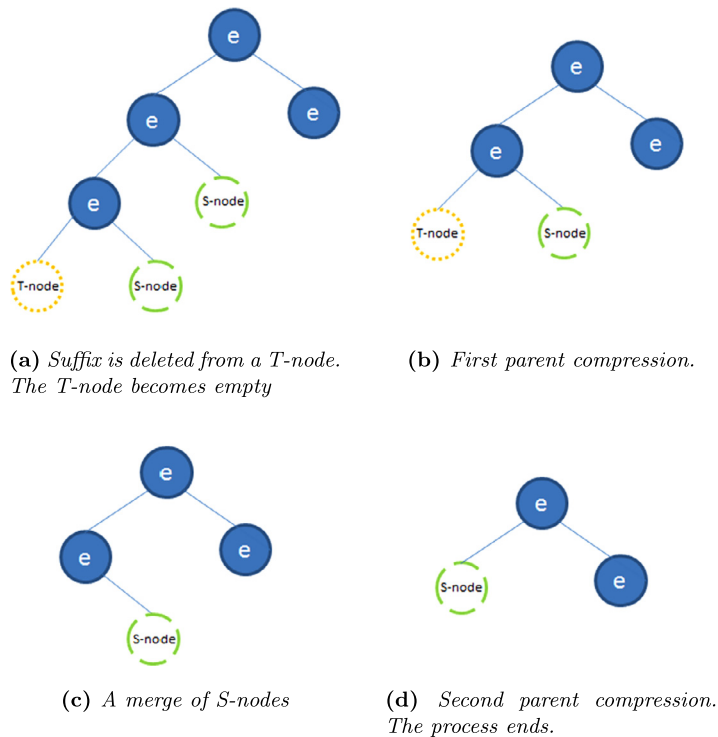 e
e
e
e
S-node
T-node
S-node
(a) Suffix is deleted from a T-node.
The T-node becomes empty
e
e
e
T-node
S-node
(b) First parent compression.
e
e
e
S-node
(c) A merge of S-nodes
e
S-node
e
(d) Second parent compression.
The process ends.